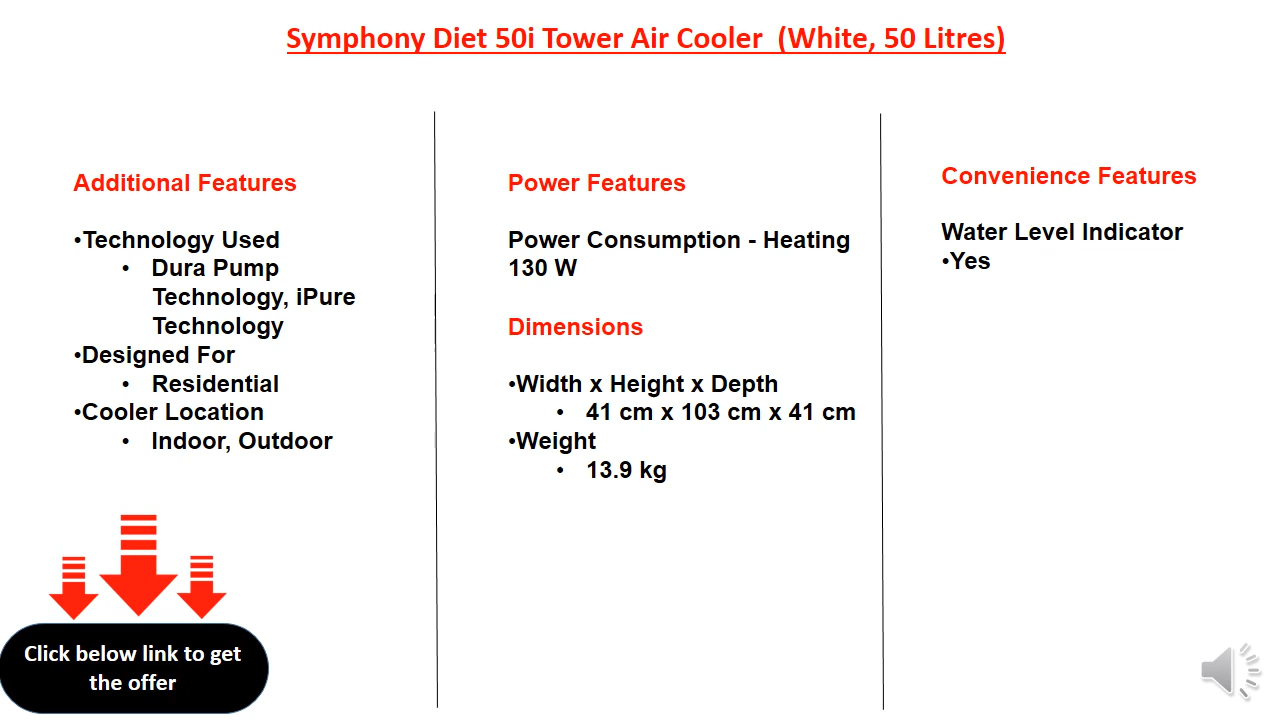 Symphony Diet 50i Tower Air Cooler  (White, 50 Litres)
Additional Features
•Technology Used
• Dura Pump
Technology, iPure
Technology
•Designed For
• Residential
•Cooler Location
• Indoor, Outdoor
Power Features
Power Consumption - Heating
130 W
Dimensions
•Width x Height x Depth
• 41 cm x 103 cm x 41 cm
•Weight
• 13.9 kg
Convenience Features
Water Level Indicator
•Yes
Click below link to get
the offer